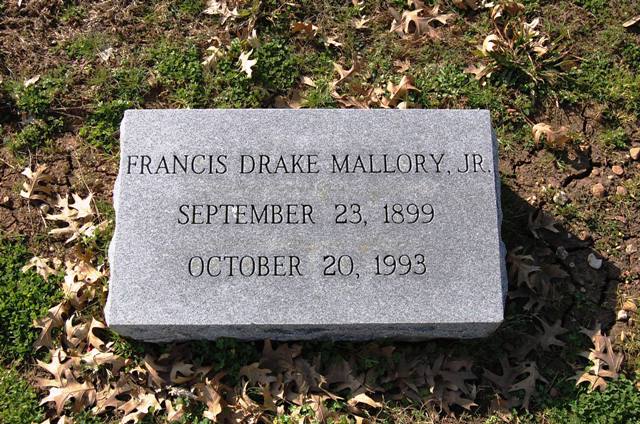 FRANCIS DRAKE MALLORY, JR.
SEPTEMBER 23, 1899
OCTOBER 20, 1993